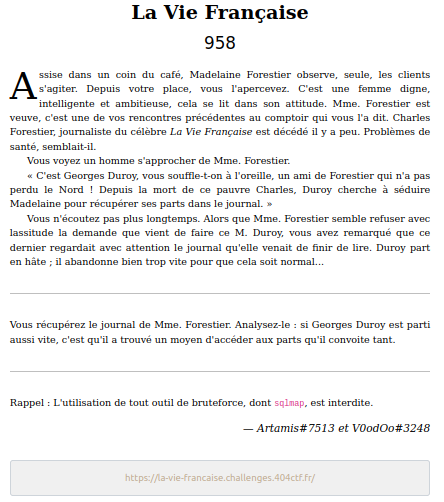 La Vie Française
958
Assise dans un coin du café, Madelaine Forestier observe, seule, les clients
s'agiter. Depuis votre place, vous l'apercevez. C'est une femme digne,
intelligente et ambitieuse, cela se lit dans son attitude. Mme. Forestier est
veuve, c'est une de vos rencontres précédentes au comptoir qui vous l'a dit. Charles
Forestier, journaliste du célèbre La Vie Française est décédé il y a peu. Problèmes de
santé, semblait-il.
Vous voyez un homme s'approcher de Mme. Forestier.
« C'est Georges Duroy, vous souffle-t-on à l'oreille, un ami de Forestier qui n'a pas
perdu le Nord ! Depuis la mort de ce pauvre Charles, Duroy cherche à séduire
Madelaine pour récupérer ses parts dans le journal. »
Vous n'écoutez pas plus longtemps. Alors que Mme. Forestier semble refuser avec
lassitude la demande que vient de faire ce M. Duroy, vous avez remarqué que ce
dernier regardait avec attention le journal qu'elle venait de finir de lire. Duroy part
en hâte ; il abandonne bien trop vite pour que cela soit normal...
Vous récupérez le journal de Mme. Forestier. Analysez-le : si Georges Duroy est parti
aussi vite, c'est qu'il a trouvé un moyen d'accéder aux parts qu'il convoite tant.
Rappel : L'utilisation de tout outil de bruteforce, dont sqlmap, est interdite.
— Artamis#7513 et V0odOo#3248
https://la-vie-francaise.challenges.404ctf.fr/